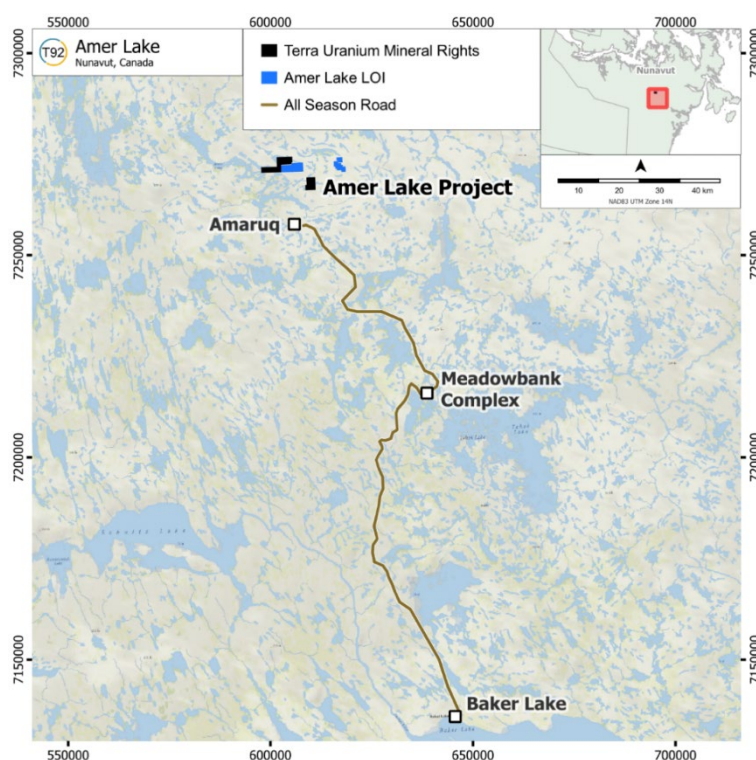 550000
600000
650000
700000
7300000
7300000
T92
Amer Lake
Nunavut, Canada
Terra Uranium Mineral Rights
Amer Lake LOI
All Season Road
Nunavut
10
20
30
40 km
NAD83 UTM Zone 14N
Amer Lake Project
Amaruq
7250000
7250000
Meadowbank
Complex
7200000
7200000
7150000
7150000
Baker Lake
Baker Lake
550000
600000
650000
700000